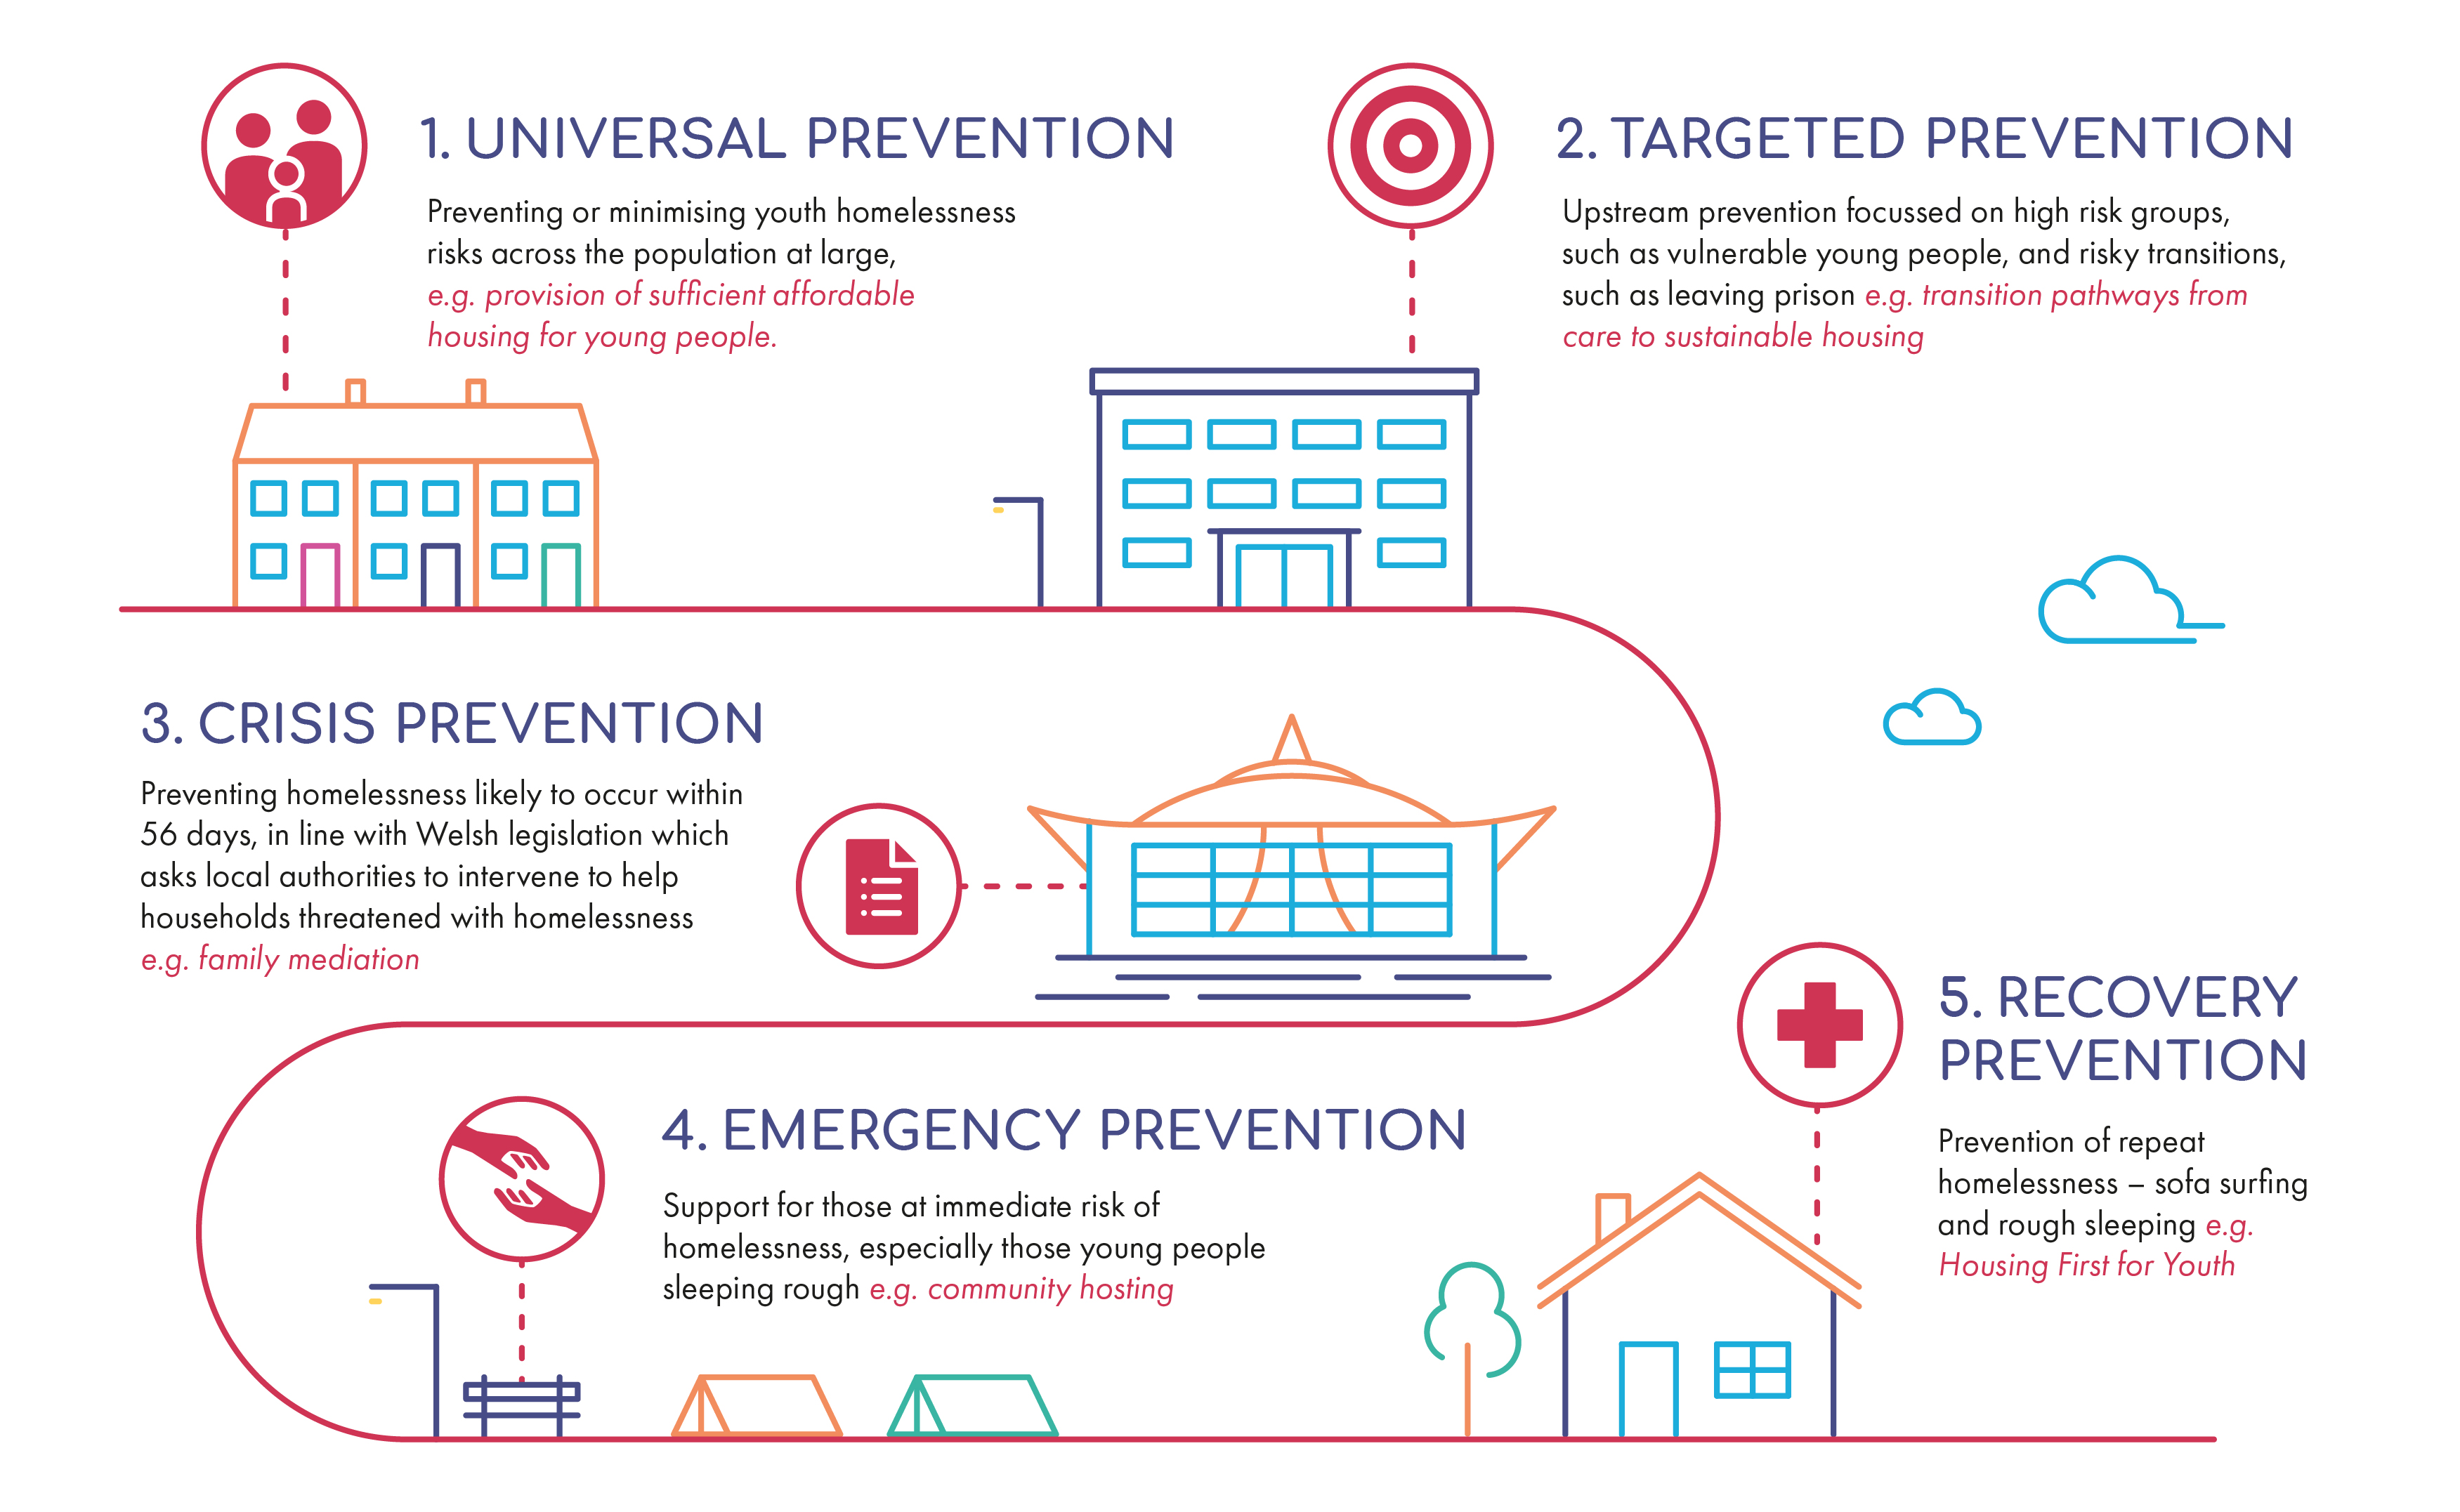 1. UNIVERSAL PREVENTION
Preventing or minimising youth homelessness
risks across the population at large,
e.g. provision of sufficient affordable
housing for young people.
2. TARGETED PREVENTION
Upstream prevention focussed on high risk groups,
such as vulnerable young people, and risky transitions,
such as leaving prison e.g. transition pathways from
care to sustainable housing
3. CRISIS PREVENTION
Preventing homelessness likely to occur within
56 days, in line with Welsh legislation which
asks local authorities to intervene to help
households threatened with homelessness
e.g. family mediation
4. EMERGENCY PREVENTION
Support for those at immediate risk of
homelessness, especially those young people
sleeping rough e.g. community hosting
5. RECOVERY
PREVENTION
Prevention of repeat
homelessness – sofa surfing
and rough sleeping e.g.
Housing First for Youth